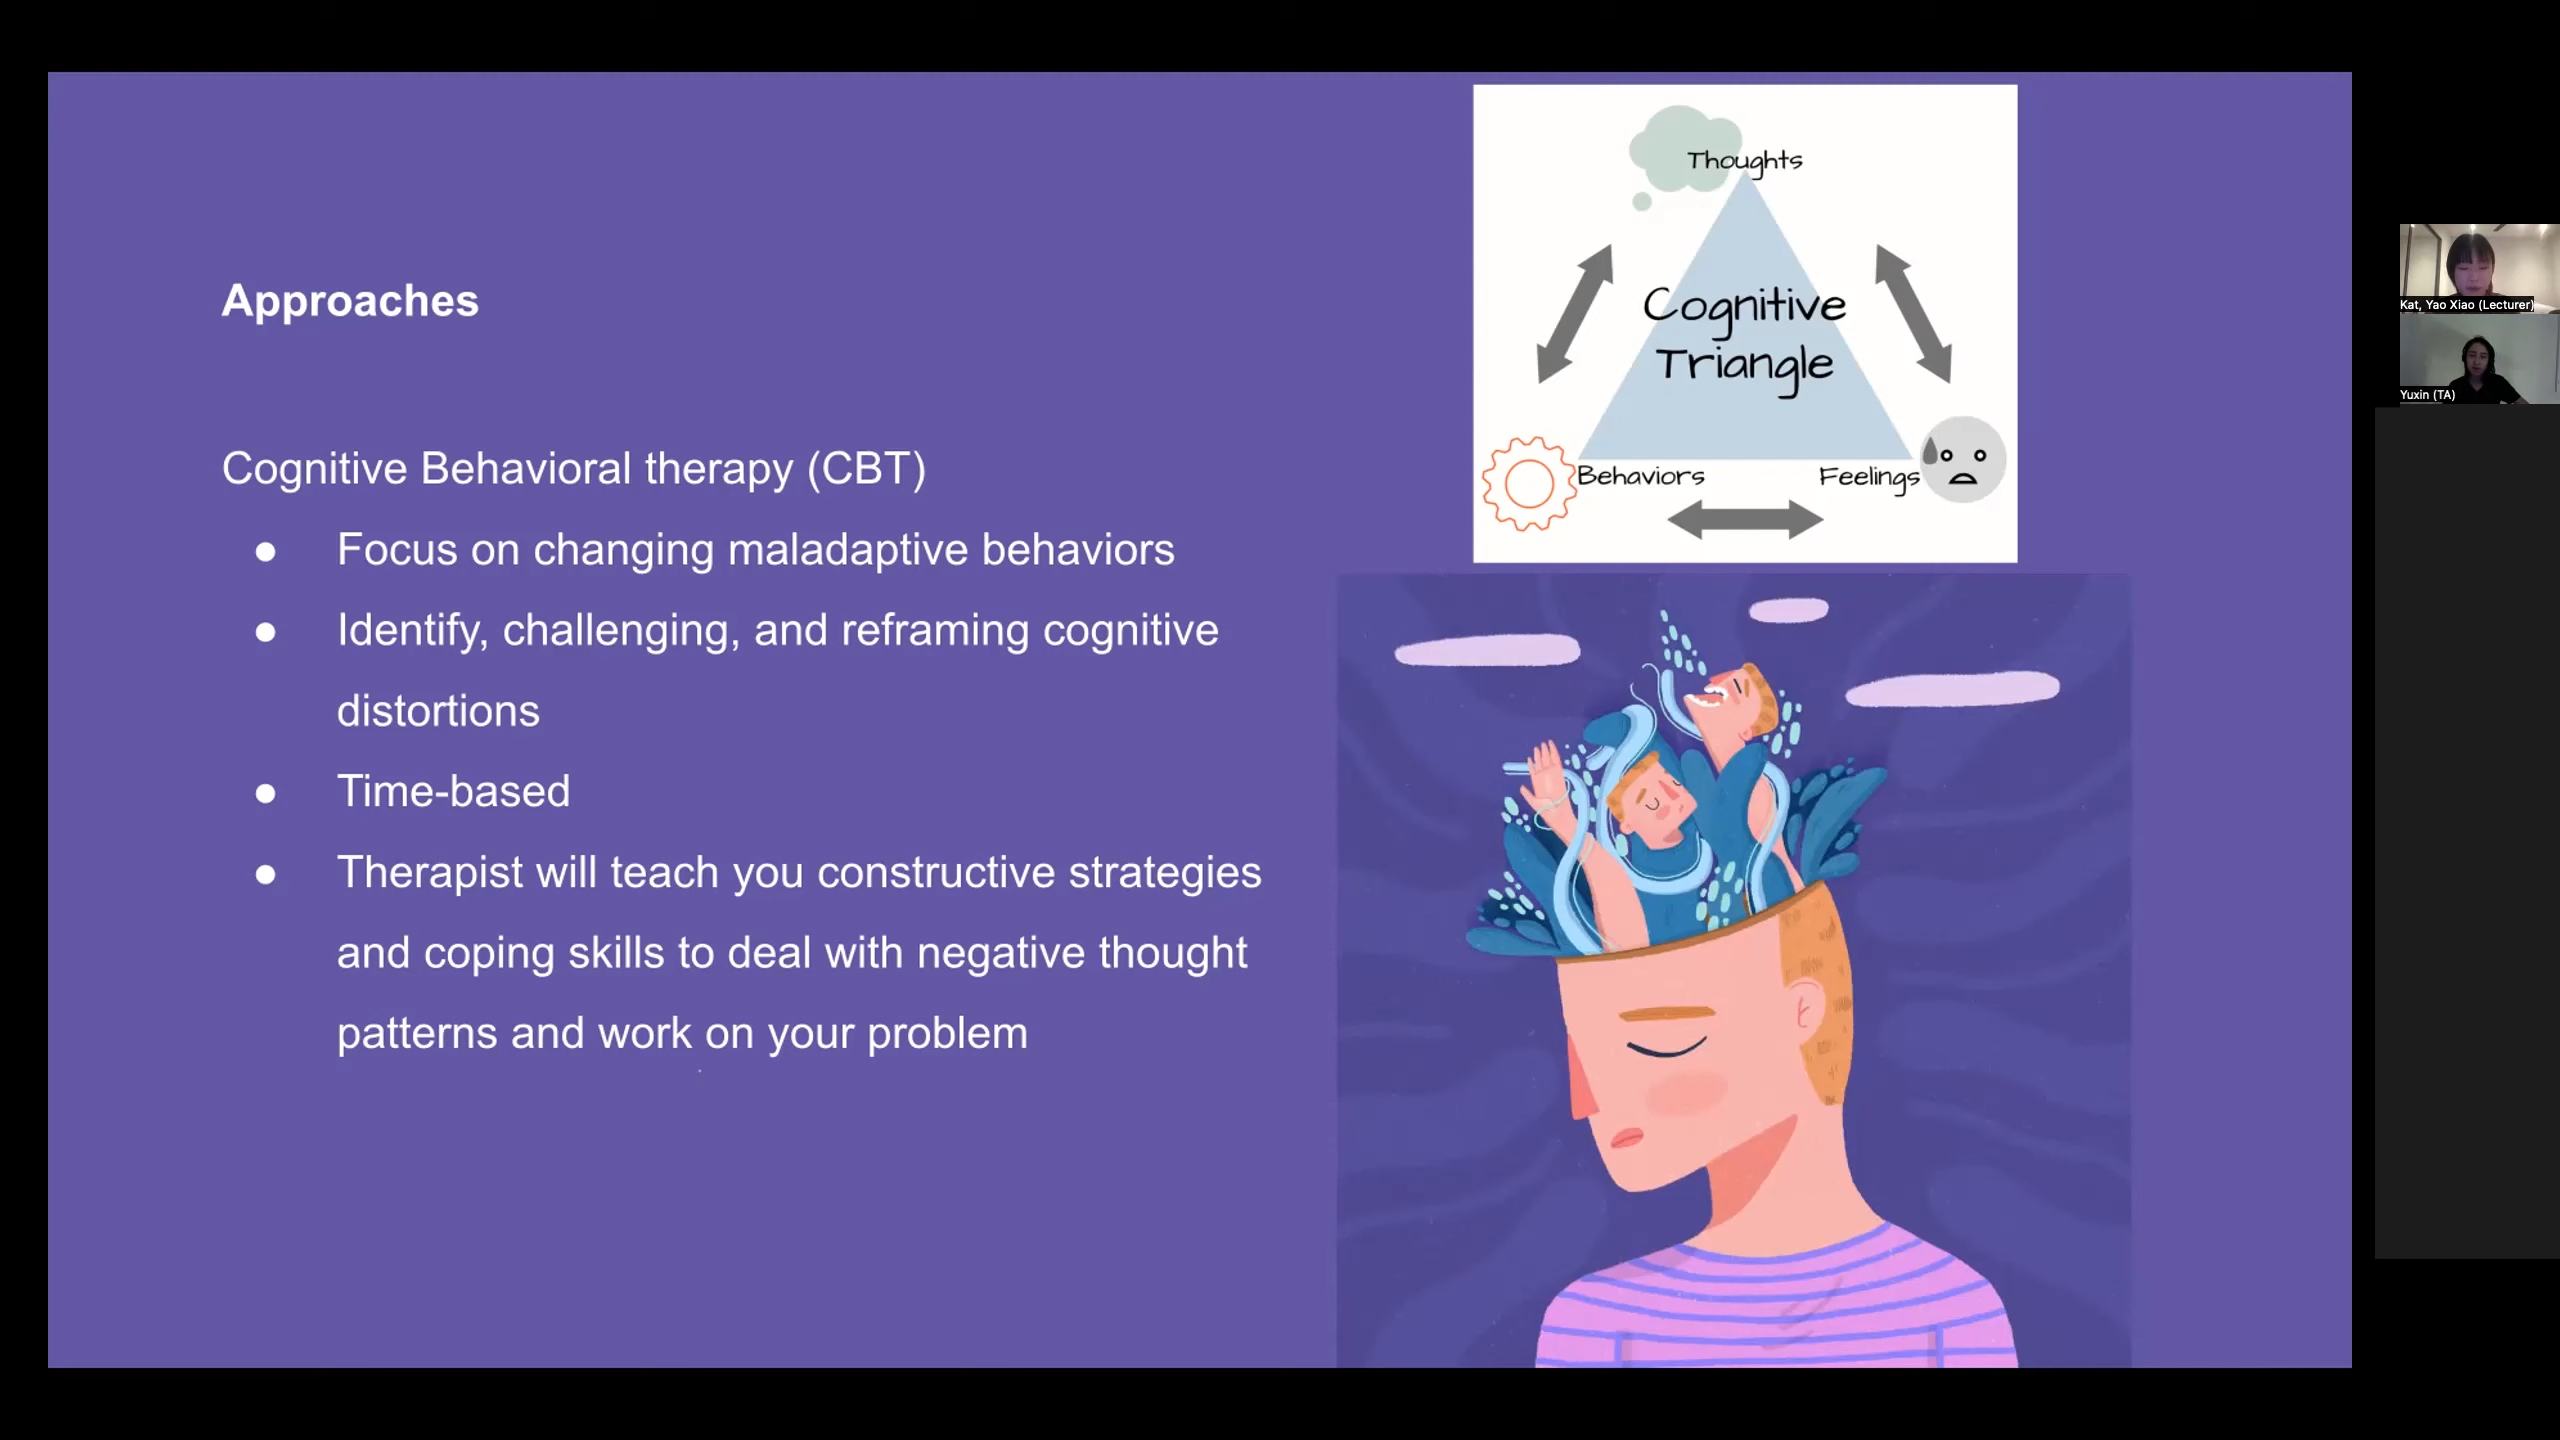 Approaches
Cognitive Behavioral therapy (CBT)
● Focus on changing maladaptive behaviors
● Identify, challenging, and reframing cognitive
distortions
● Time-based
● Therapist will teach you constructive strategies
and coping skills to deal with negative thought
patterns and work on your problem
Thoughts
Cognitive
Triangle
Behaviors
Feelings
Kat, Yao Xiao (Lecturer)
Yuxin (TA)